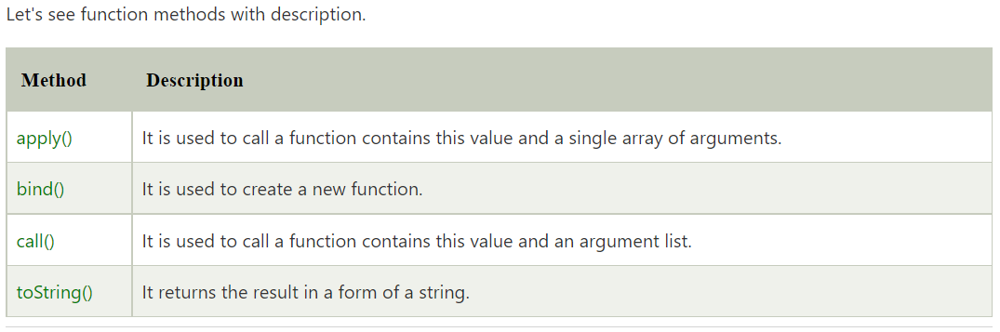 Let's see function methods with description.
Method Description
apply() It is used to call a function contains this value and a single array of arguments.
bind() It is used to create a new function.
call() It is used to call a function contains this value and an argument list.
toString() It returns the result in a form of a string.